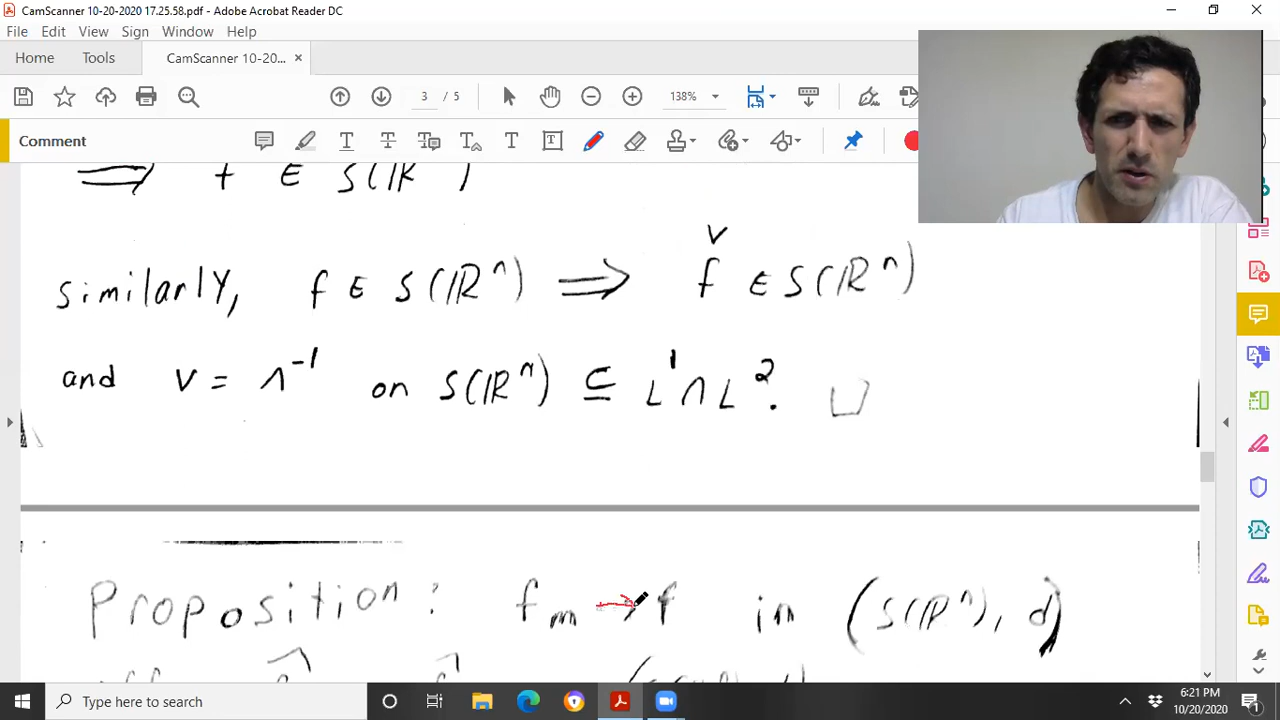 CamScanner 10-20-2020 17.25.58.pdf - Adobe Acrobat Reader DC
File Edit View Sign Window Help
Home Tools CamScanner 10-20... ×
3 / 5 138%
Comment
⟹ f ∈ S(ℝ )
similarly, f ∈ S(ℝⁿ) ⟹ f̌ ∈ S(ℝⁿ)
and ∨ = ∧⁻¹ on S(ℝⁿ) ⊆ L¹ ∩ L². □
Proposition: fₘ → f in (S(ℝⁿ), d)
Type here to search
6:21 PM
10/20/2020